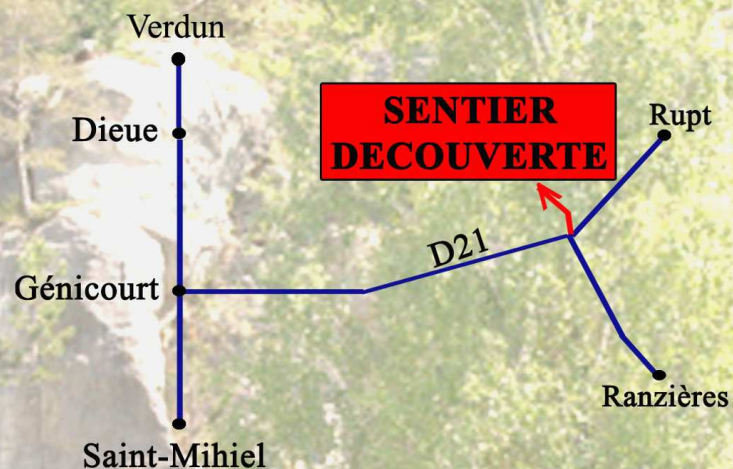 Verdun
SENTIER
DECOUVERTE
Rupt
Dieue
D21
Génicourt
Ranzières
Saint-Mihiel